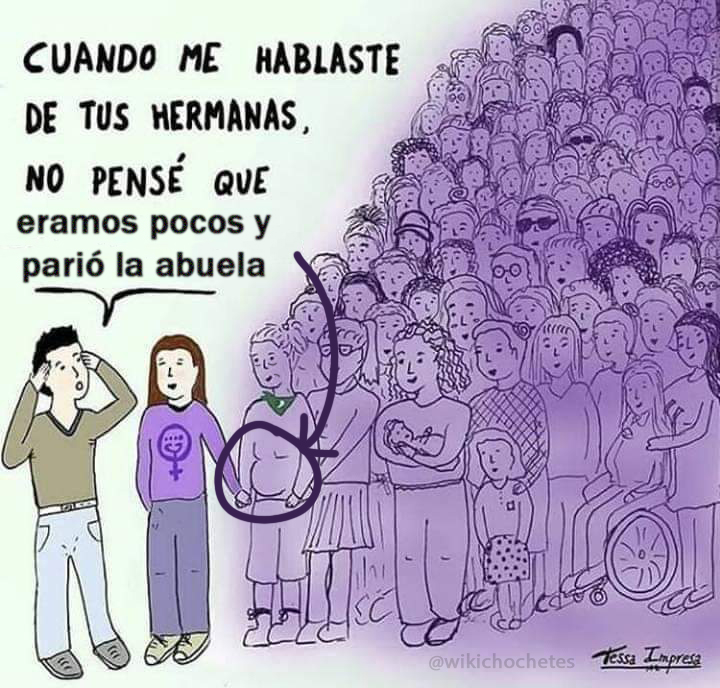 CUANDO ME HABLASTE
DE TUS HERMANAS,
NO PENSÉ QUE
eramos pocos y
parió la abuela
@wikichochetes
Tessa Impresa